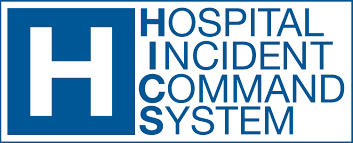 H
HOSPITAL
INCIDENT
COMMAND
SYSTEM